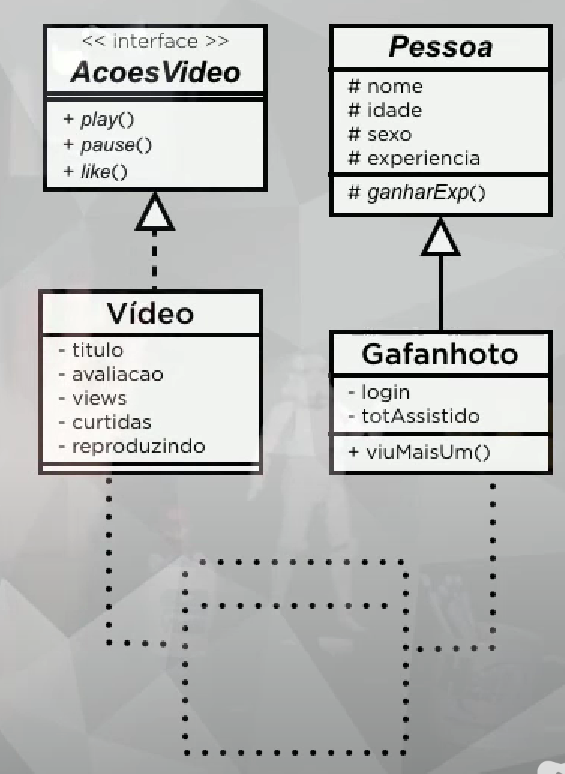 << interface >>
AcoesVideo
+ play()
+ pause()
+ like()
Pessoa
# nome
# idade
# sexo
# experiencia
# ganharExp()
Vídeo
- titulo
- avaliacao
- views
- curtidas
- reproduzindo
Gafanhoto
- login
- totAssistido
+ viuMaisUm()